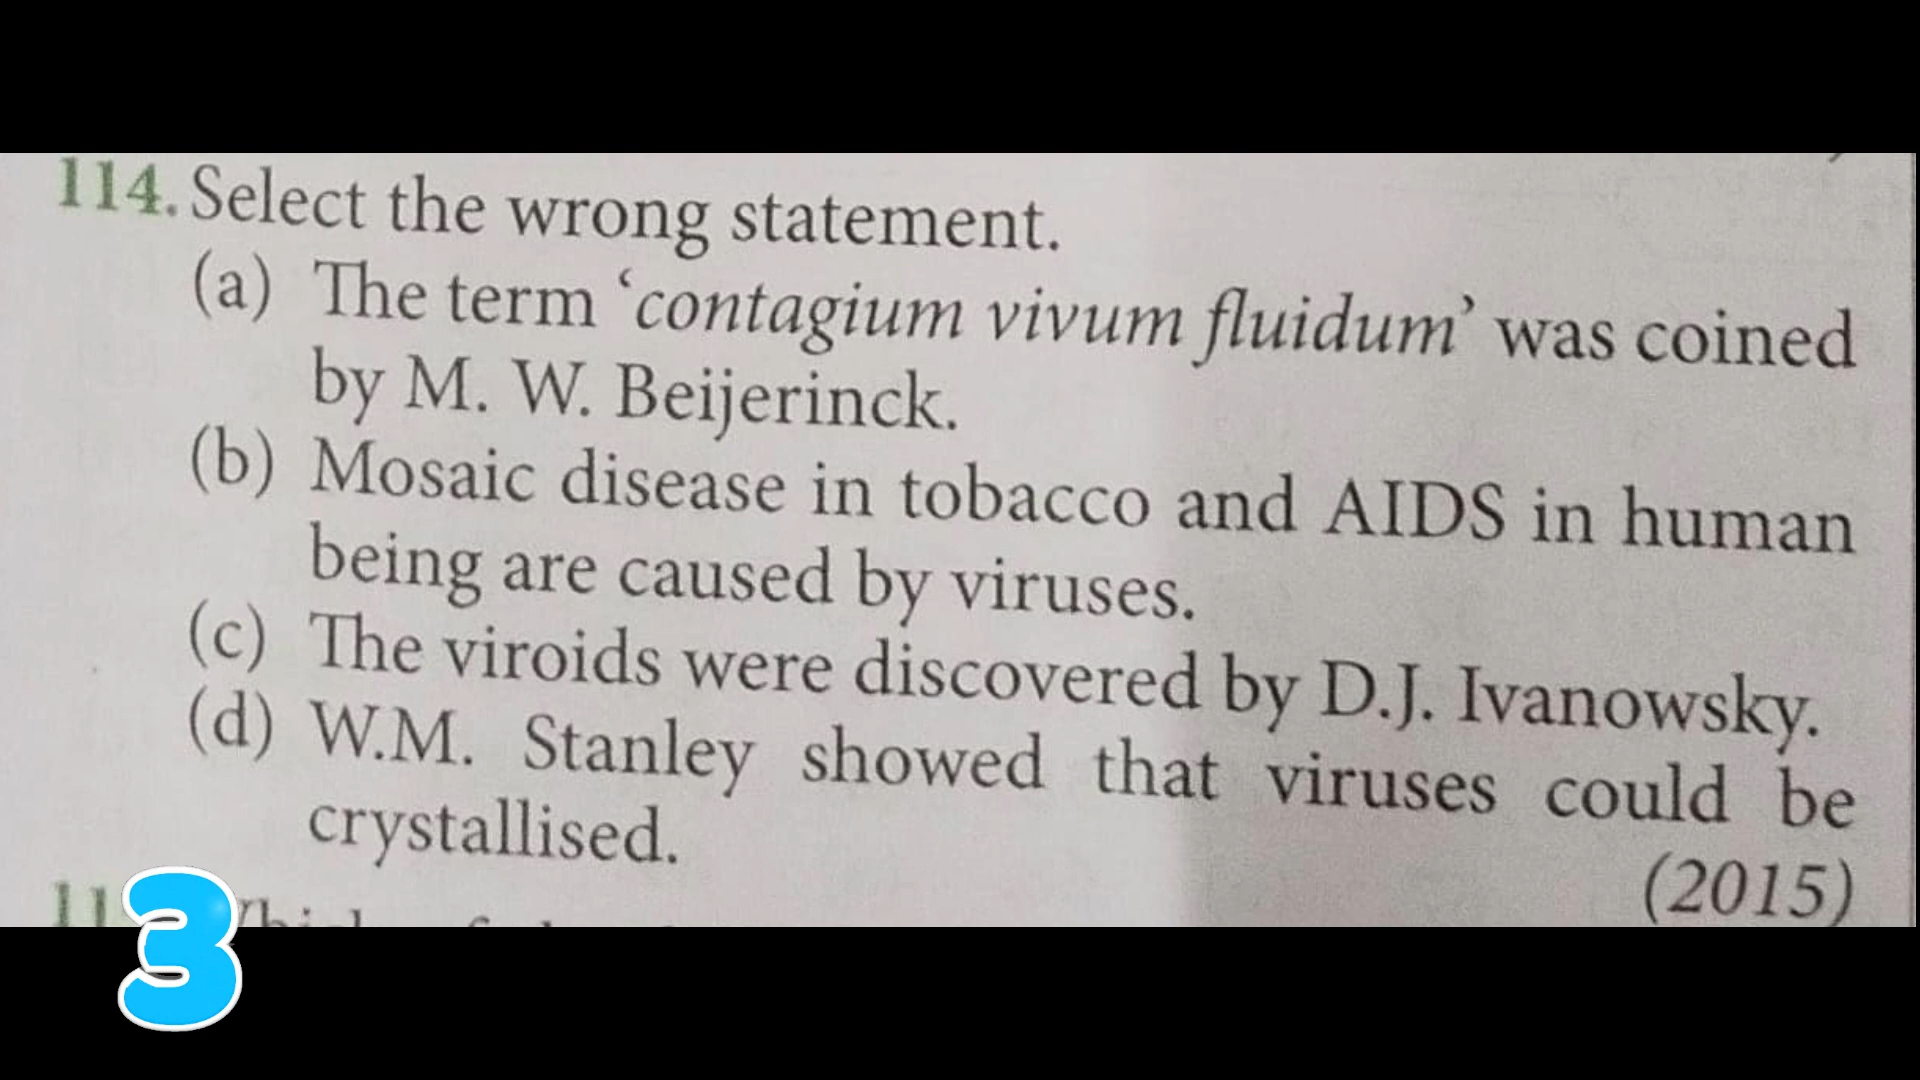 114. Select the wrong statement.
(a) The term ‘contagium vivum fluidum’ was coined
by M. W. Beijerinck.
(b) Mosaic disease in tobacco and AIDS in human
being are caused by viruses.
(c) The viroids were discovered by D.J. Ivanowsky.
(d) W.M. Stanley showed that viruses could be
crystallised.
(2015)
3